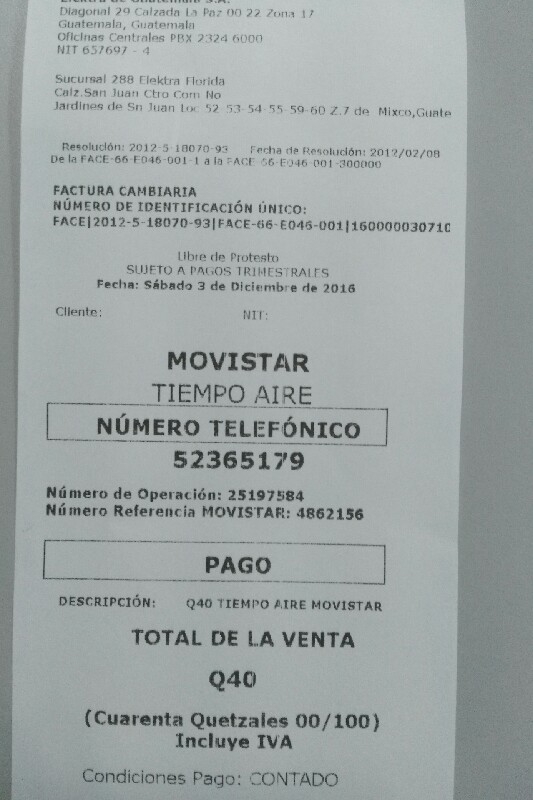 Elektra de Guatemala S.A.
Diagonal 29 Calzada La Paz 00 22 Zona 17
Guatemala, Guatemala
Oficinas Centrales PBX 2324 6000
NIT 657697 - 4
Sucursal 288 Elektra Florida
Calz.San Juan Ctro Com No
Jardines de Sn Juan Loc 52-53-54-55-59-60 Z.7 de Mixco,Guate
Resolución: 2012-5-18070-93 Fecha de Resolución: 2012/02/08
De la FACE-66-E046-001-1 a la FACE-66-E046-001-300000
FACTURA CAMBIARIA
NÚMERO DE IDENTIFICACIÓN ÚNICO:
FACE|2012-5-18070-93|FACE-66-E046-001|160000030710
Libre de Protesto
SUJETO A PAGOS TRIMESTRALES
Fecha: Sábado 3 de Diciembre de 2016
Cliente: NIT:
MOVISTAR
TIEMPO AIRE
NÚMERO TELEFÓNICO
52365179
Número de Operación: 25197584
Número Referencia MOVISTAR: 4862156
PAGO
DESCRIPCIÓN: Q40 TIEMPO AIRE MOVISTAR
TOTAL DE LA VENTA
Q40
(Cuarenta Quetzales 00/100)
Incluye IVA
Condiciones Pago: CONTADO